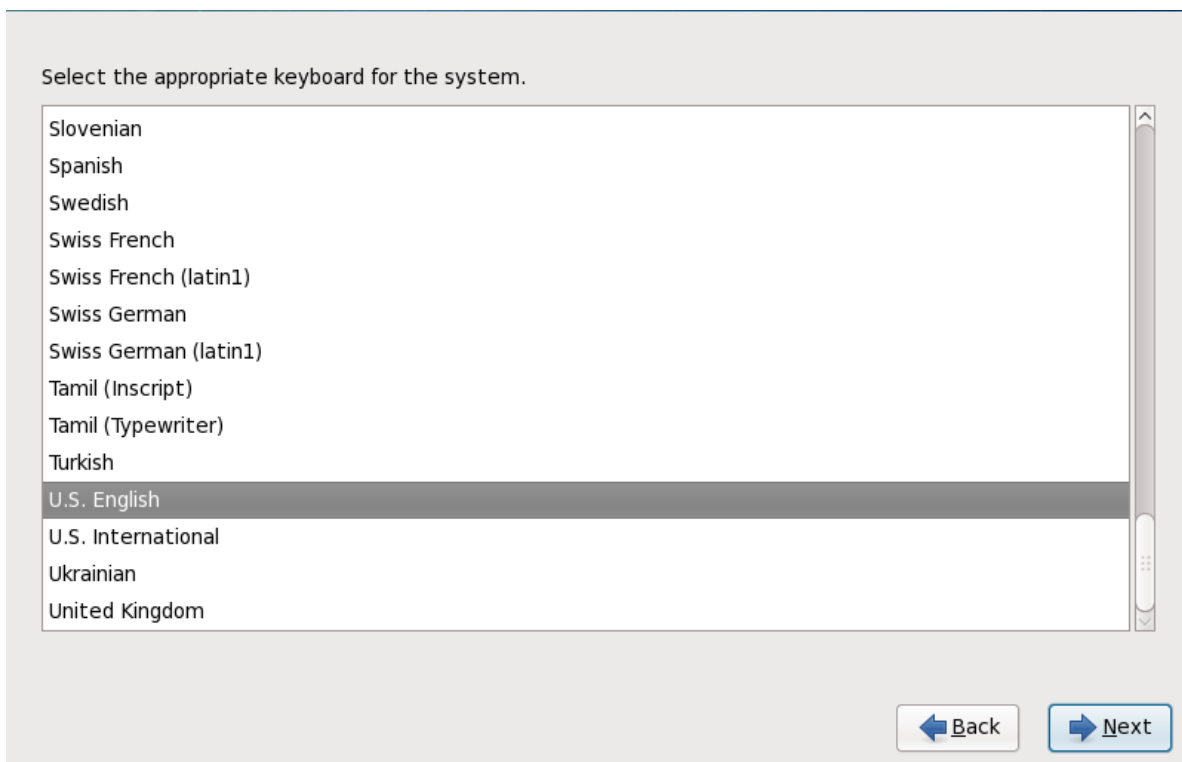 Select the appropriate keyboard for the system.
Slovenian
Spanish
Swedish
Swiss French
Swiss French (latin1)
Swiss German
Swiss German (latin1)
Tamil (Inscript)
Tamil (Typewriter)
Turkish
U.S. English
U.S. International
Ukrainian
United Kingdom
Back Next